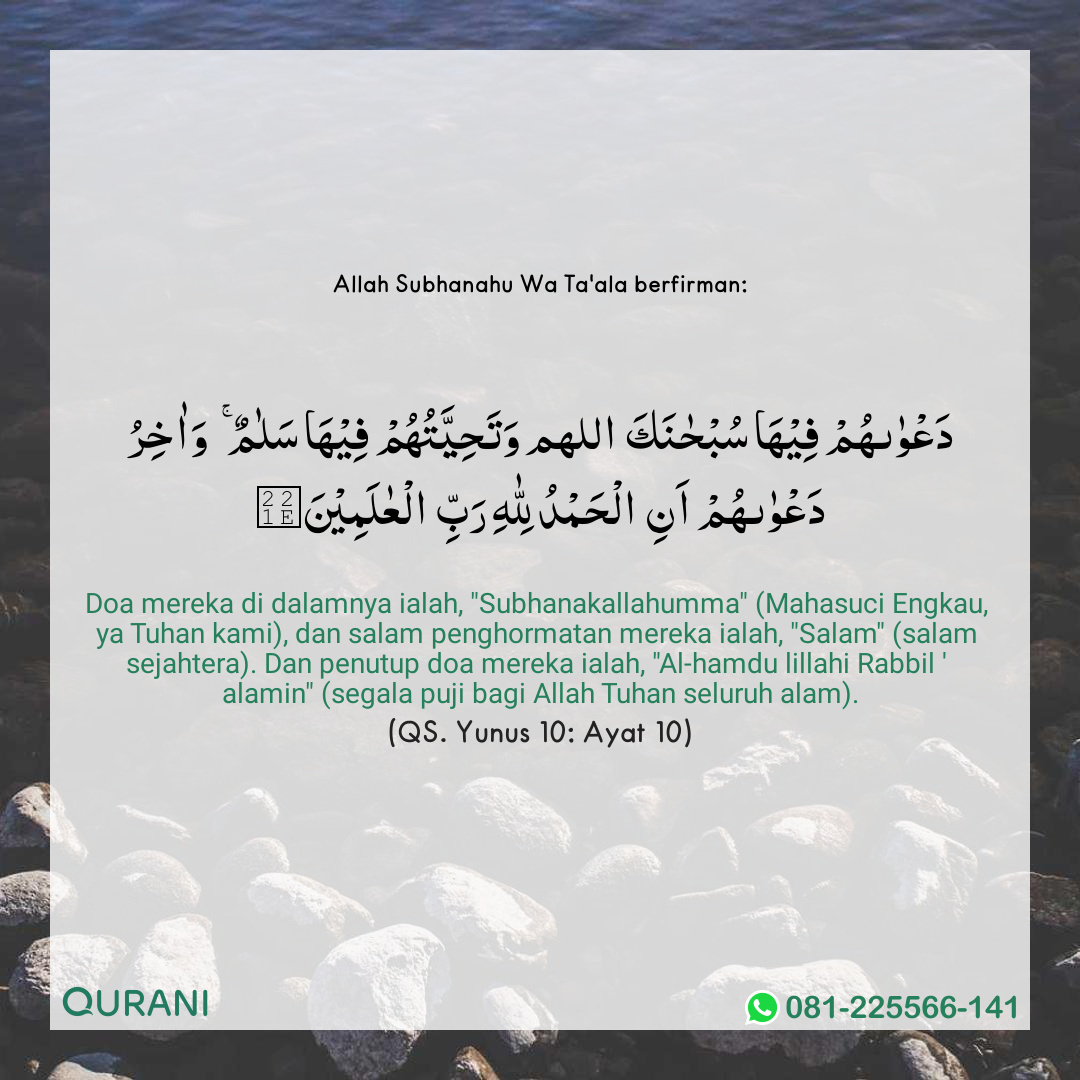 Allah Subhanahu Wa Ta'ala berfirman:
دَعْوٰىهُمْ فِيْهَا سُبْحٰنَكَ اللهم وَتَحِيَّتُهُمْ فِيْهَا سَلٰمٌۚ وَاٰخِرُ
دَعْوٰىهُمْ اَنِ الْحَمْدُ لِلّٰهِ رَبِّ الْعٰلَمِيْنَ
Doa mereka di dalamnya ialah, "Subhanakallahumma" (Mahasuci Engkau,
ya Tuhan kami), dan salam penghormatan mereka ialah, "Salam" (salam
sejahtera). Dan penutup doa mereka ialah, "Al-hamdu lillahi Rabbil '
alamin" (segala puji bagi Allah Tuhan seluruh alam).
(QS. Yunus 10: Ayat 10)
QURANI
081-225566-141